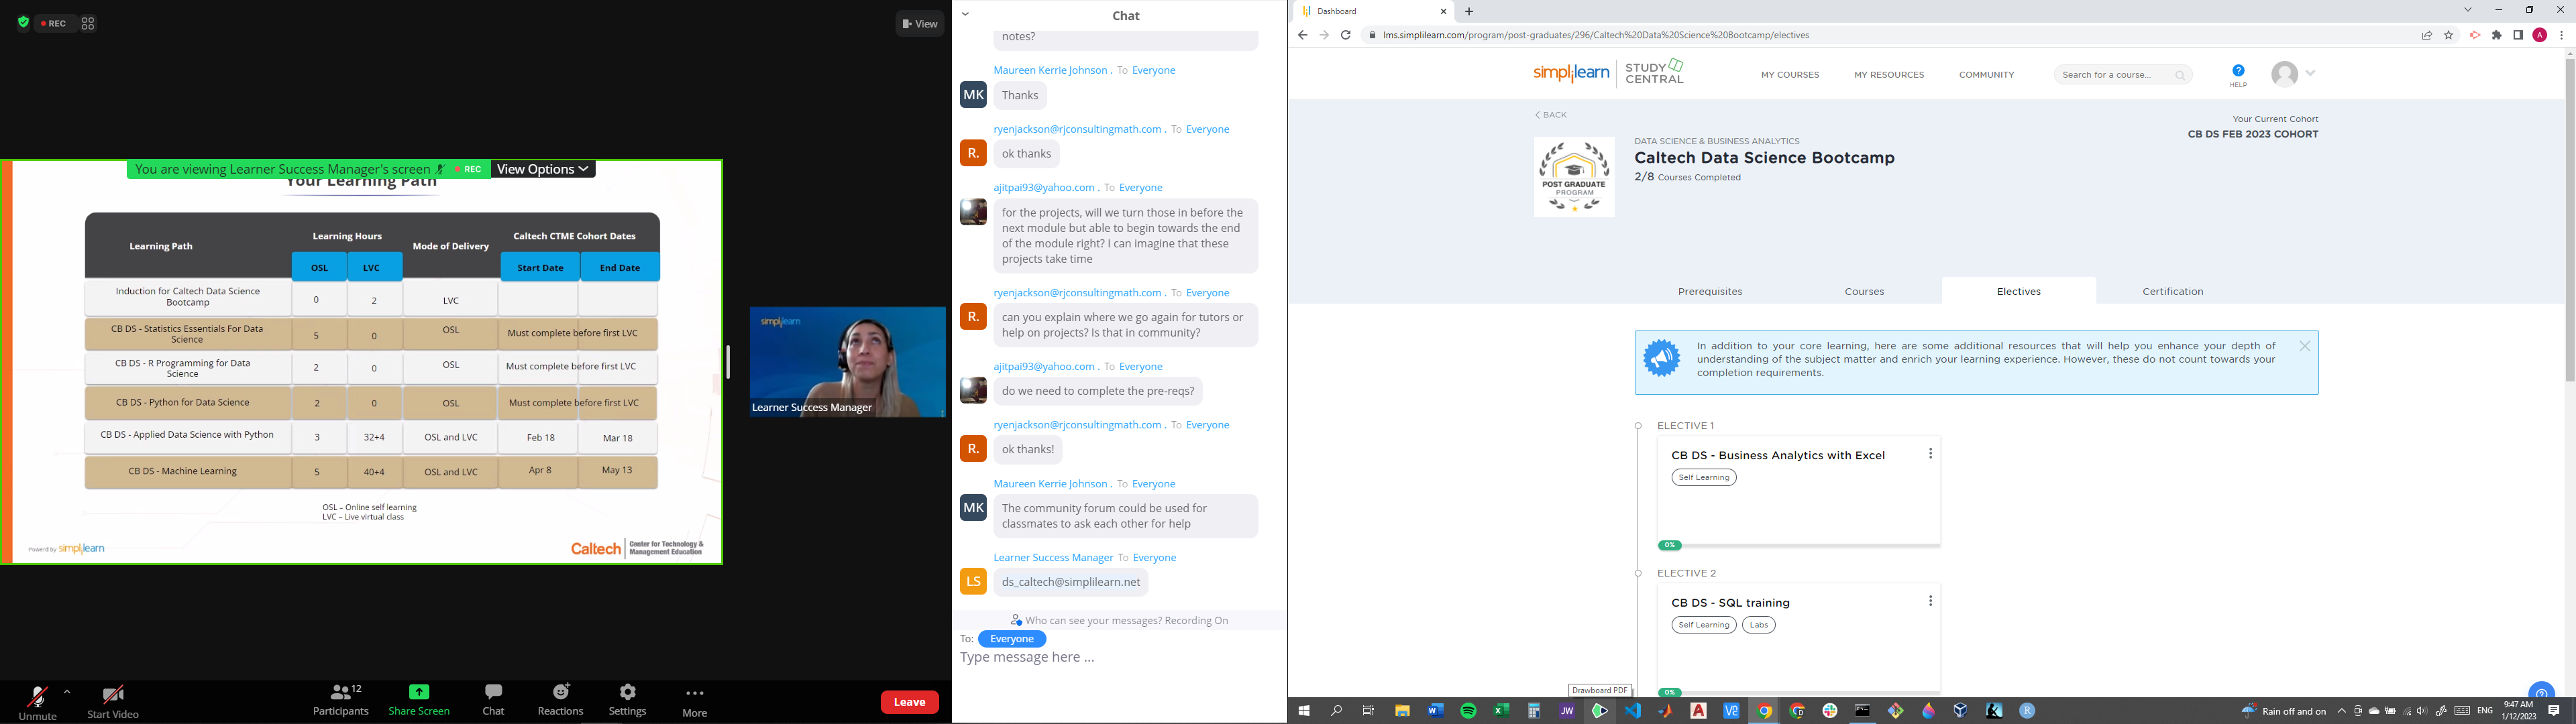 REC
View
You are viewing Learner Success Manager's screen
REC
View Options
Your Learning Path
Learning Path
Learning Hours
Mode of Delivery
Caltech CTME Cohort Dates
OSL
LVC
Start Date
End Date
Induction for Caltech Data Science
Bootcamp
0
2
LVC
CB DS - Statistics Essentials For Data
Science
5
0
OSL
Must complete before first LVC
CB DS - R Programming for Data
Science
2
0
OSL
Must complete before first LVC
CB DS - Python for Data Science
2
0
OSL
Must complete before first LVC
CB DS - Applied Data Science with Python
3
32+4
OSL and LVC
Feb 18
Mar 18
CB DS - Machine Learning
5
40+4
OSL and LVC
Apr 8
May 13
OSL – Online self learning
LVC – Live virtual class
Powered by simplilearn
Caltech
Center for Technology &
Management Education
simplilearn
Learner Success Manager
Unmute
Start Video
12
Participants
Share Screen
Chat
Reactions
Settings
More
Leave
Chat
notes?
Maureen Kerrie Johnson . To Everyone
MK
Thanks
ryenjackson@rjconsultingmath.com . To Everyone
R.
ok thanks
ajitpai93@yahoo.com . To Everyone
for the projects, will we turn those in before the
next module but able to begin towards the end
of the module right? I can imagine that these
projects take time
ryenjackson@rjconsultingmath.com . To Everyone
R.
can you explain where we go again for tutors or
help on projects? Is that in community?
ajitpai93@yahoo.com . To Everyone
do we need to complete the pre-reqs?
ryenjackson@rjconsultingmath.com . To Everyone
R.
ok thanks!
Maureen Kerrie Johnson . To Everyone
MK
The community forum could be used for
classmates to ask each other for help
Learner Success Manager To Everyone
LS
ds_caltech@simplilearn.net
Who can see your messages? Recording On
To: Everyone
Type message here ...
Dashboard
lms.simplilearn.com/program/post-graduates/296/Caltech%20Data%20Science%20Bootcamp/electives
A
simplilearn
STUDY
CENTRAL
MY COURSES
MY RESOURCES
COMMUNITY
Search for a course...
HELP
BACK
Your Current Cohort
CB DS FEB 2023 COHORT
POST GRADUATE
PROGRAM
DATA SCIENCE & BUSINESS ANALYTICS
Caltech Data Science Bootcamp
2/8 Courses Completed
Prerequisites
Courses
Electives
Certification
In addition to your core learning, here are some additional resources that will help you enhance your depth of
understanding of the subject matter and enrich your learning experience. However, these do not count towards your
completion requirements.
ELECTIVE 1
CB DS - Business Analytics with Excel
Self Learning
0%
ELECTIVE 2
CB DS - SQL training
Self Learning
Labs
0%
Drawboard PDF
JW
Rain off and on
ENG
9:47 AM
1/12/2023